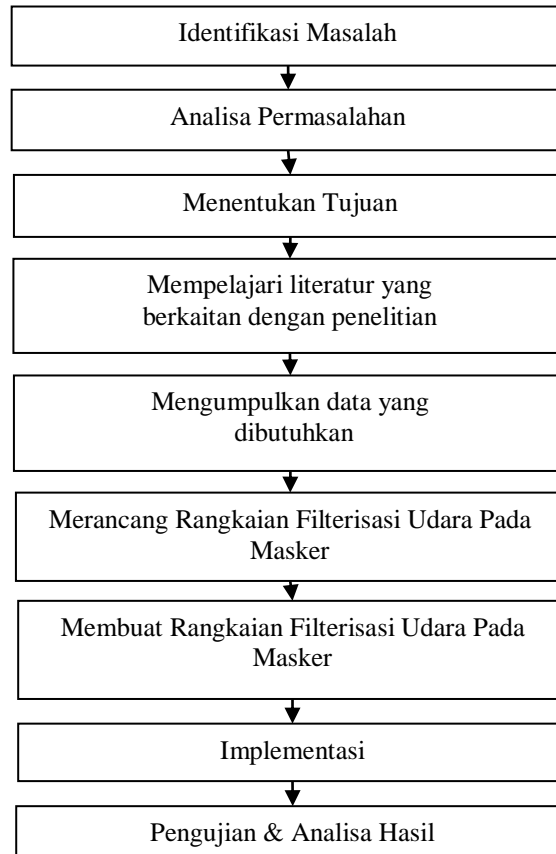 Identifikasi Masalah
Analisa Permasalahan
Menentukan Tujuan
Mempelajari literatur yang
berkaitan dengan penelitian
Mengumpulkan data yang
dibutuhkan
Merancang Rangkaian Filterisasi Udara Pada
Masker
Membuat Rangkaian Filterisasi Udara Pada
Masker
Implementasi
Pengujian & Analisa Hasil